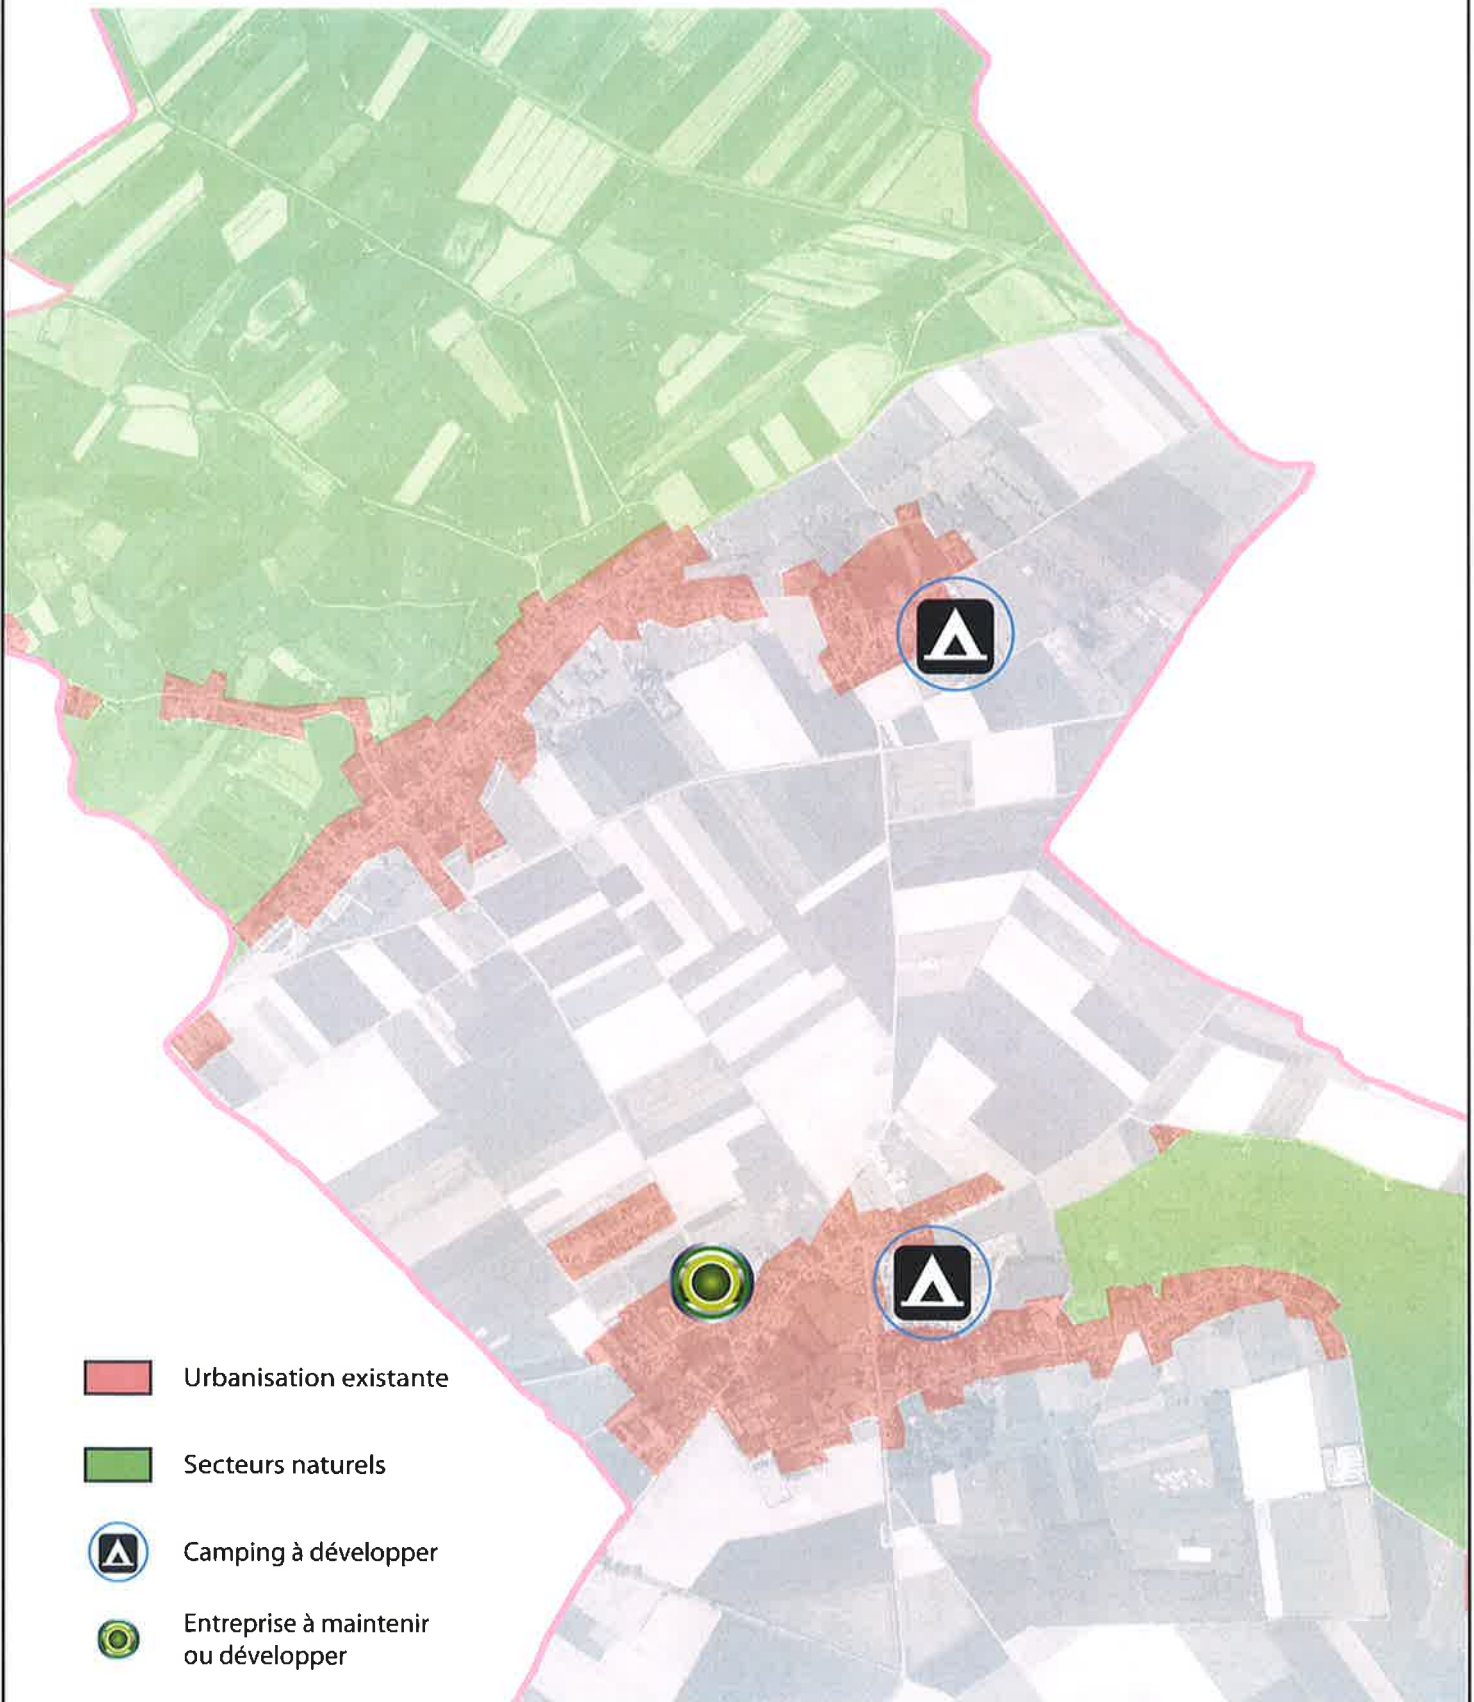 Urbanisation existante
Secteurs naturels
Camping à développer
Entreprise à maintenir
ou développer